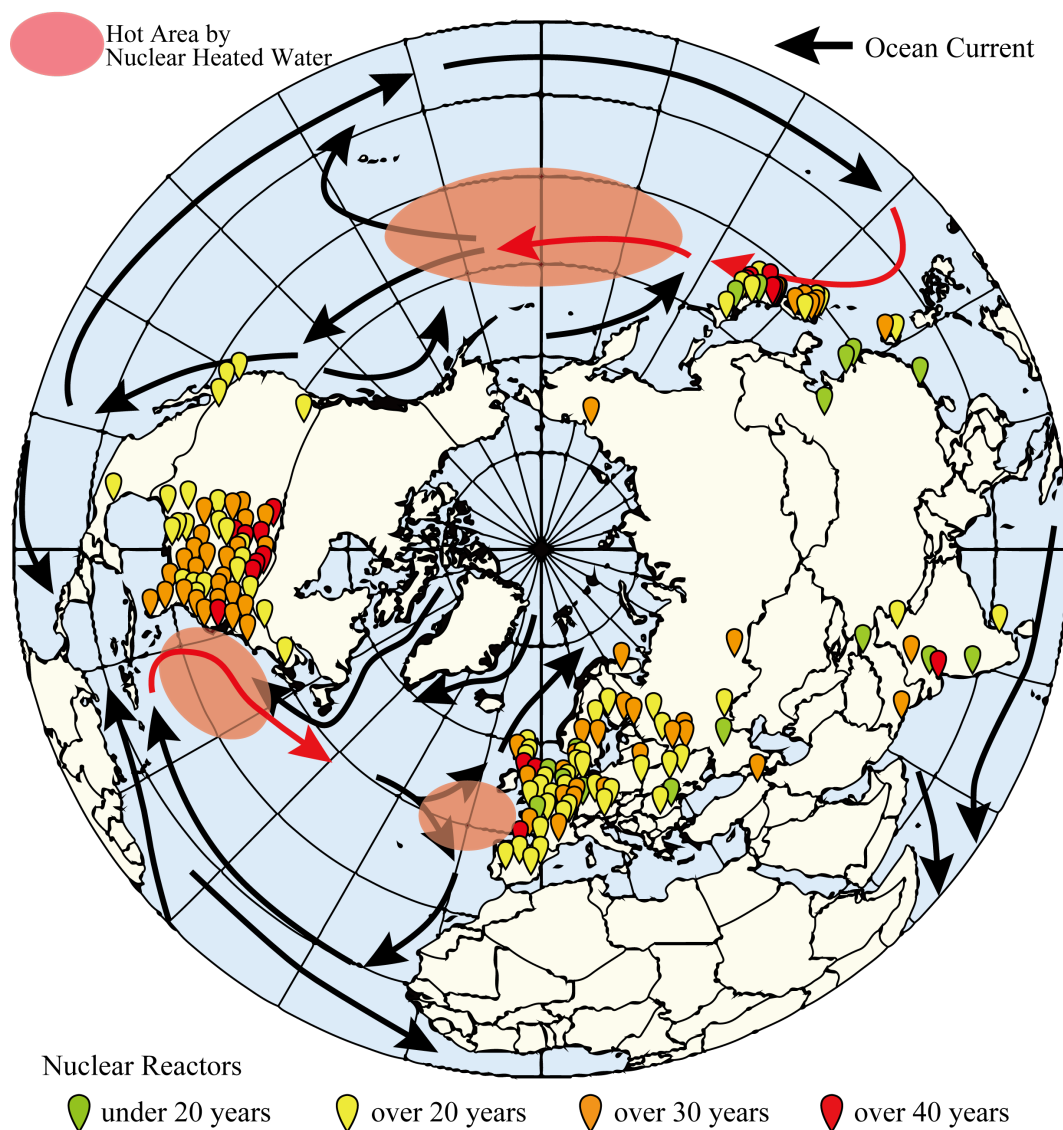 Hot Area by
Nuclear Heated Water
Ocean Current
Nuclear Reactors
under 20 years
over 20 years
over 30 years
over 40 years